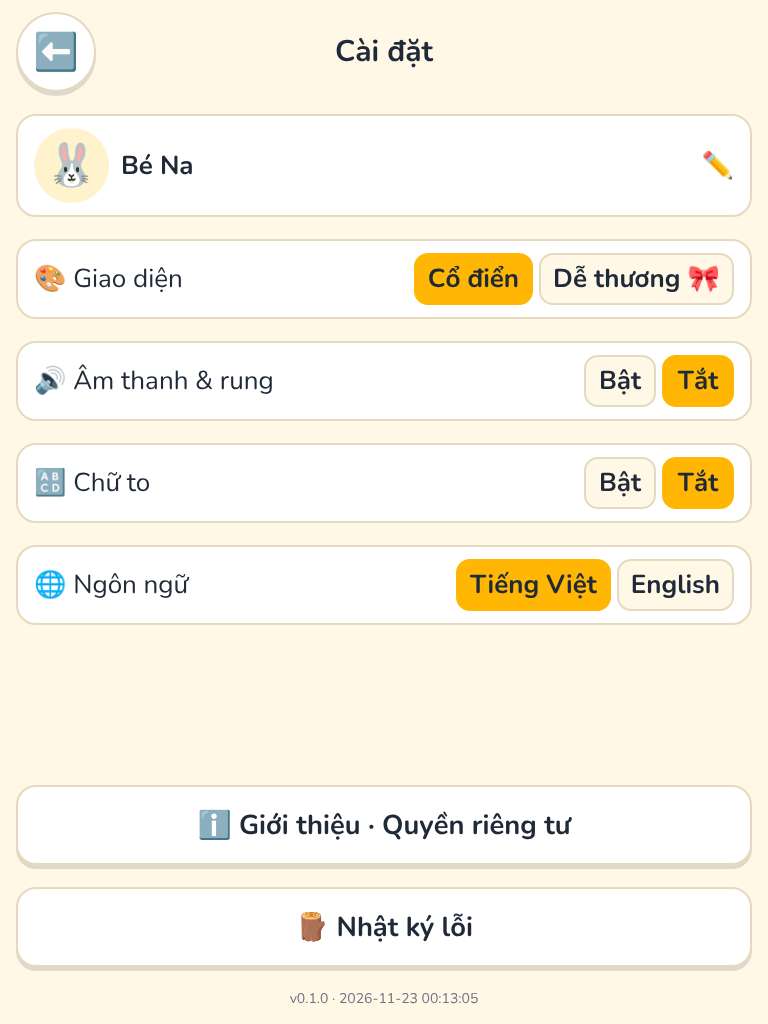 Cài đặt
Bé Na
Giao diện Cổ điển Dễ thương
Âm thanh & rung Bật Tắt
Chữ to Bật Tắt
Ngôn ngữ Tiếng Việt English
Giới thiệu · Quyền riêng tư
Nhật ký lỗi
v0.1.0 · 2026-11-23 00:13:05